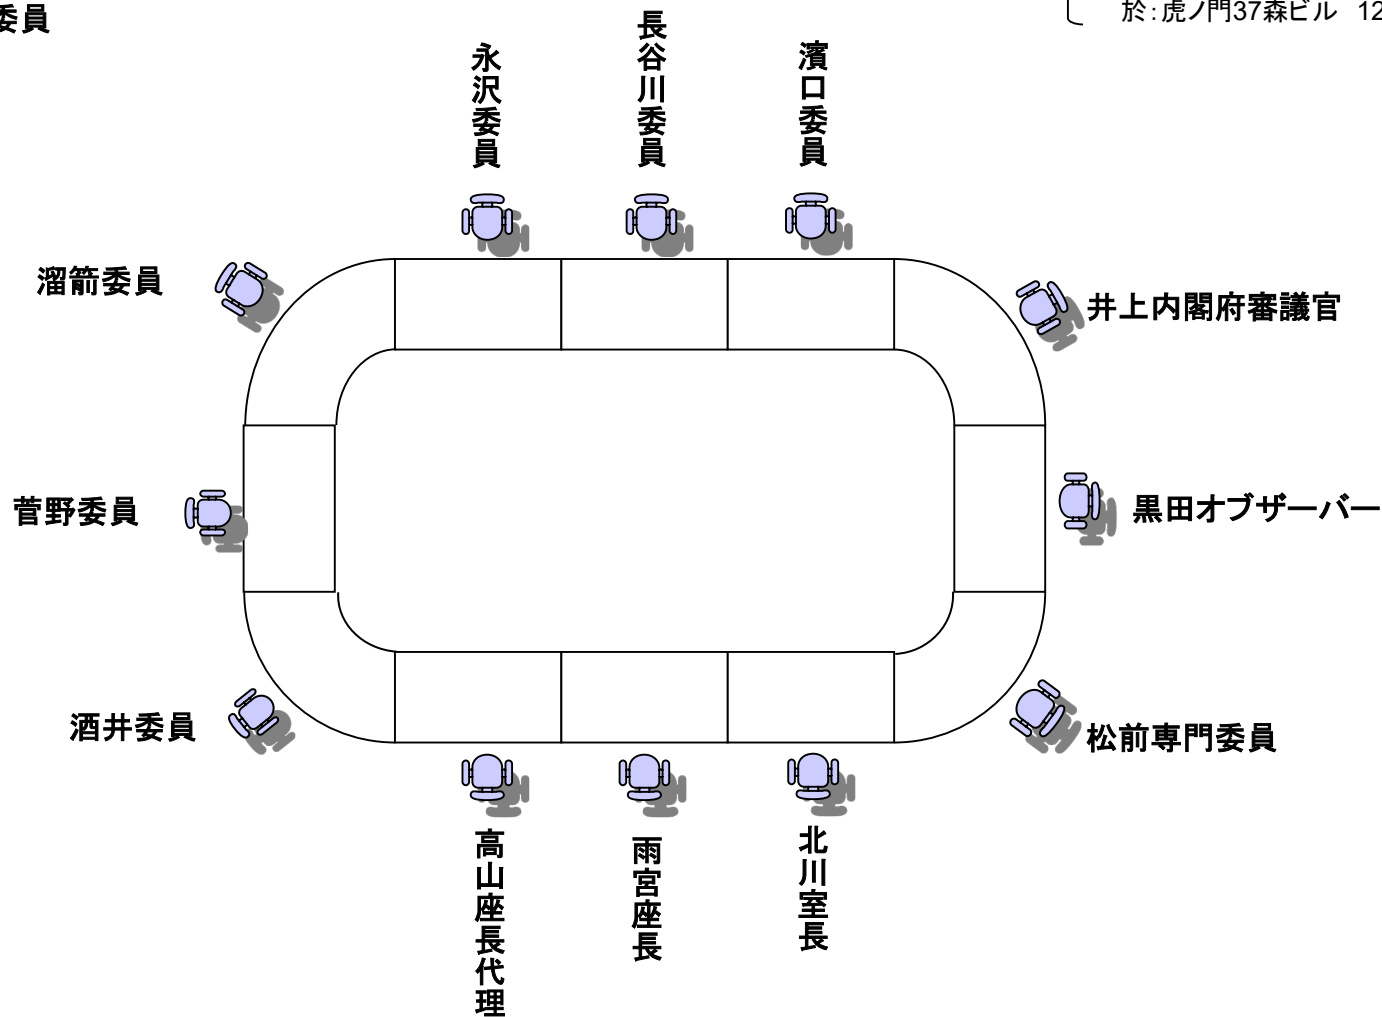 委員
於：虎ノ門37森ビル 12
永沢委員
長谷川委員
濱口委員
溜箭委員
井上内閣府審議官
菅野委員
黒田オブザーバー
酒井委員
松前専門委員
高山座長代理
雨宮座長
北川室長